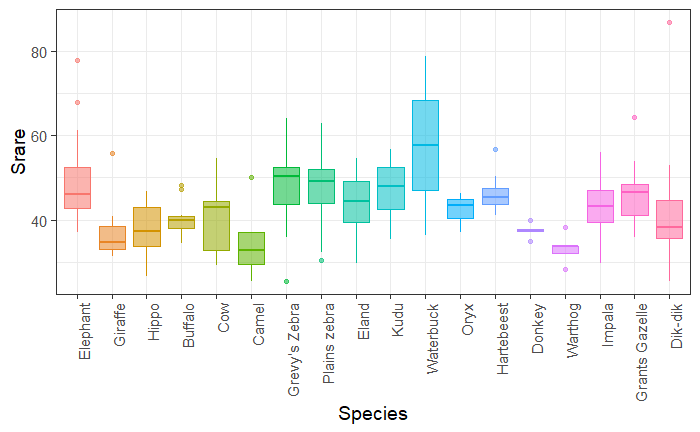 Srare
80
60
40
Elephant
Giraffe
Hippo
Buffalo
Cow
Camel
Grevy's Zebra
Plains zebra
Eland
Kudu
Waterbuck
Oryx
Hartebeest
Donkey
Warthog
Impala
Grants Gazelle
Dik-dik
Species